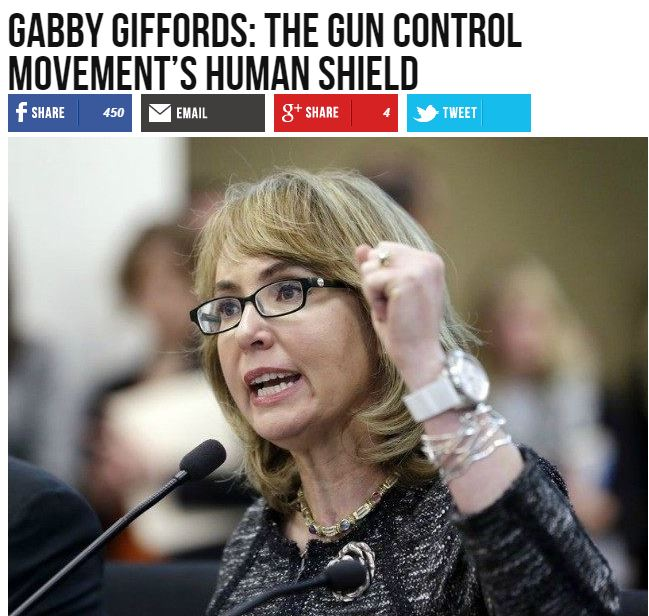 GABBY GIFFORDS: THE GUN CONTROL
MOVEMENT'S HUMAN SHIELD
f SHARE 450 EMAIL g+ SHARE 4 TWEET